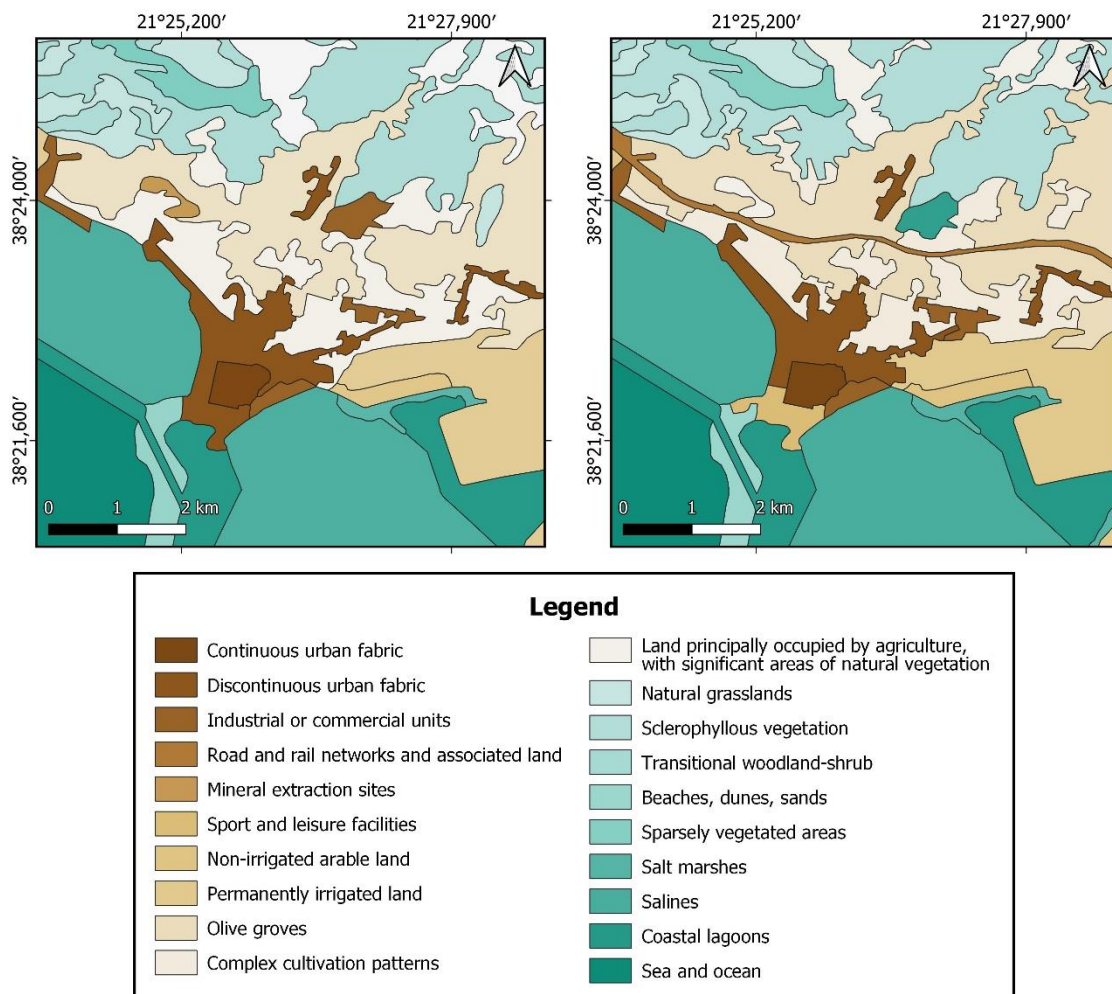 21°25,200′ 21°27,900′ 21°25,200′ 21°27,900′
38°24,000′ 38°24,000′
38°21,600′ 38°21,600′
0 1 2 km 0 1 2 km
Legend
Continuous urban fabric
Discontinuous urban fabric
Industrial or commercial units
Road and rail networks and associated land
Mineral extraction sites
Sport and leisure facilities
Non-irrigated arable land
Permanently irrigated land
Olive groves
Complex cultivation patterns
Land principally occupied by agriculture,
with significant areas of natural vegetation
Natural grasslands
Sclerophyllous vegetation
Transitional woodland-shrub
Beaches, dunes, sands
Sparsely vegetated areas
Salt marshes
Salines
Coastal lagoons
Sea and ocean